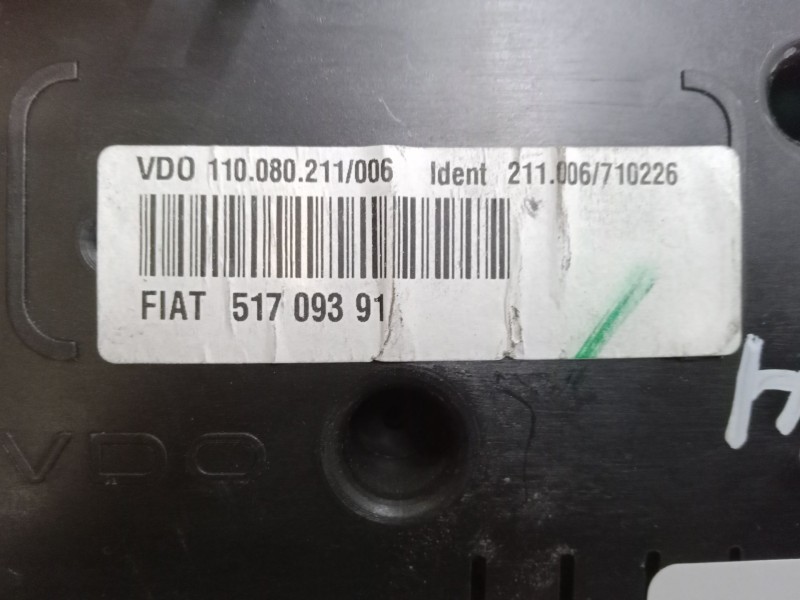 VDO 110.080.211/006 Ident 211.006/710226
FIAT 517 093 91
VDO